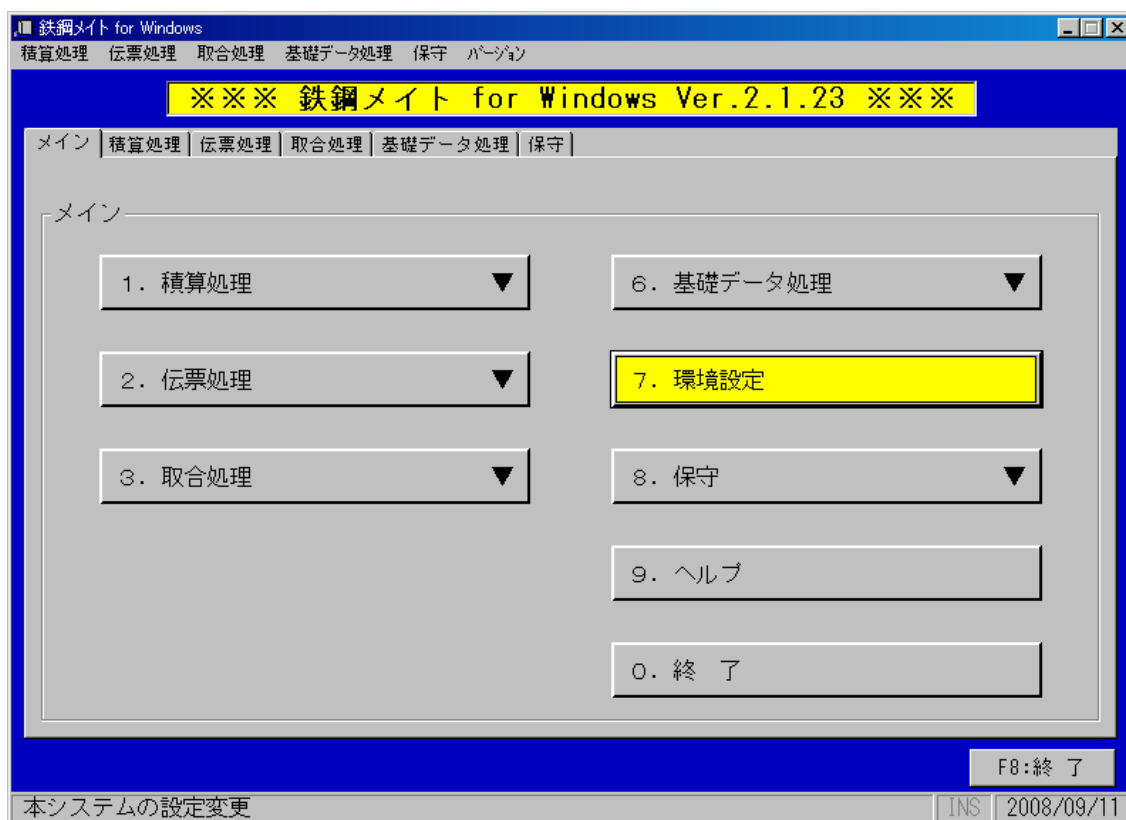 鉄鋼メイト for Windows
積算処理 伝票処理 取合処理 基礎データ処理 保守 バージョン
※※※ 鉄鋼メイト for Windows Ver.2.1.23 ※※※
メイン 積算処理 伝票処理 取合処理 基礎データ処理 保守
メイン
1. 積算処理 ▼
6. 基礎データ処理 ▼
2. 伝票処理 ▼
7. 環境設定
3. 取合処理 ▼
8. 保守 ▼
9. ヘルプ
0. 終 了
F8:終 了
本システムの設定変更 INS 2008/09/11